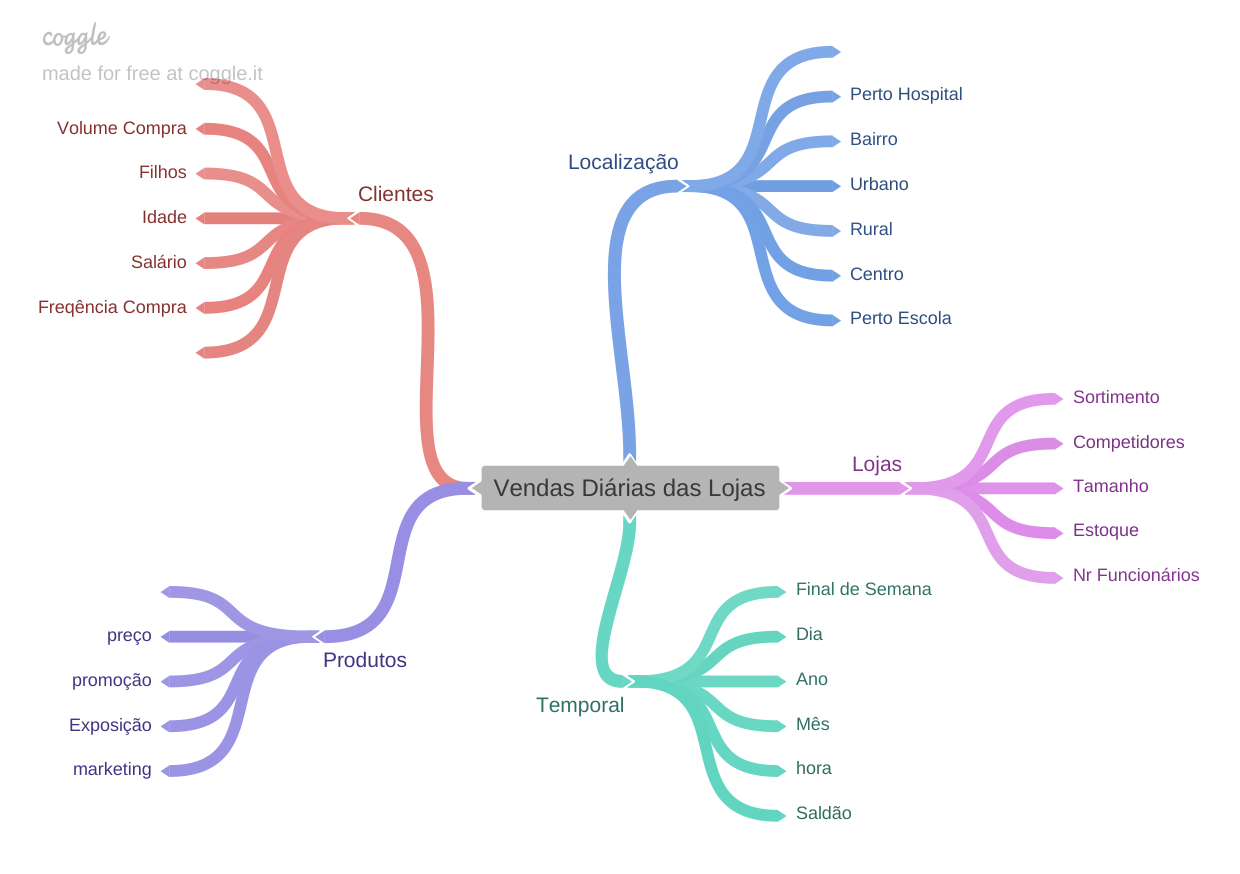 coggle
made for free at coggle.it
Clientes
Volume Compra
Filhos
Idade
Salário
Freqência Compra
Localização
Perto Hospital
Bairro
Urbano
Rural
Centro
Perto Escola
Vendas Diárias das Lojas
Lojas
Sortimento
Competidores
Tamanho
Estoque
Nr Funcionários
Produtos
preço
promoção
Exposição
marketing
Temporal
Final de Semana
Dia
Ano
Mês
hora
Saldão